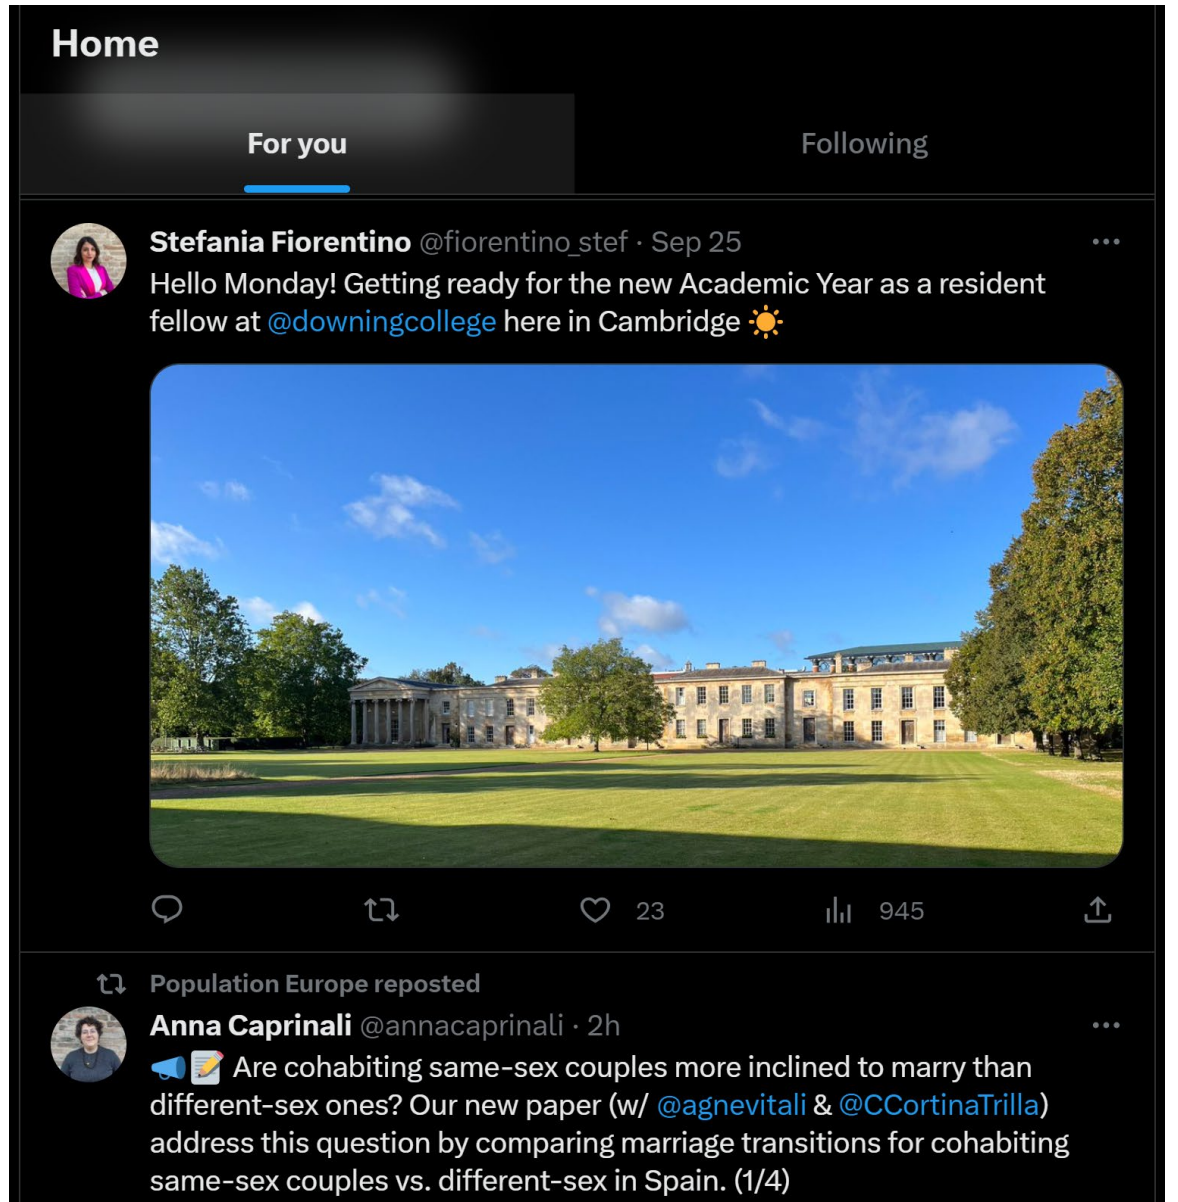 Home
For you
Following
Stefania Fiorentino @fiorentino_stef · Sep 25
Hello Monday! Getting ready for the new Academic Year as a resident
fellow at @downingcollege here in Cambridge ☀️
23
945
Population Europe reposted
Anna Caprinali @annacaprinali · 2h
📢📝 Are cohabiting same-sex couples more inclined to marry than
different-sex ones? Our new paper (w/ @agnevitali & @CCortinaTrilla)
address this question by comparing marriage transitions for cohabiting
same-sex couples vs. different-sex in Spain. (1/4)